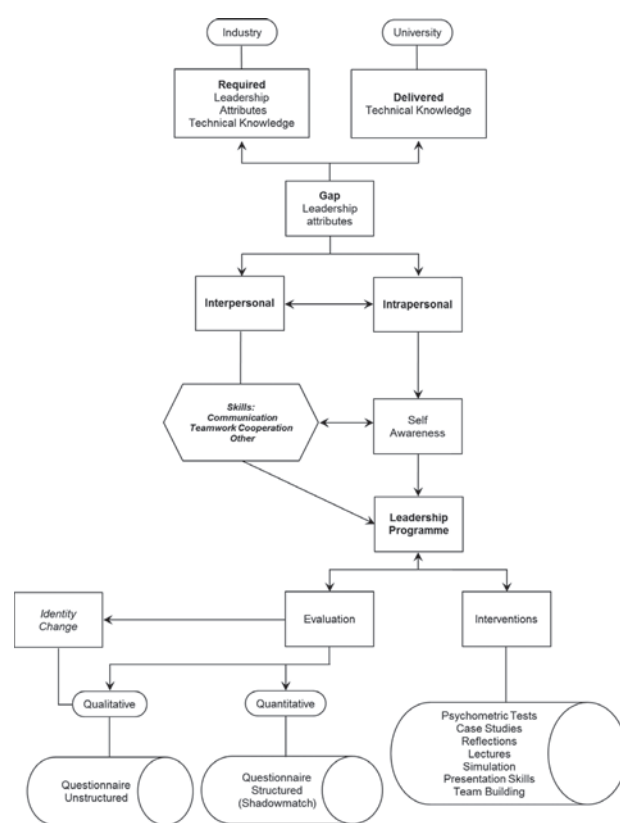 Industry
University
Required
Leadership
Attributes
Technical Knowledge
Delivered
Technical Knowledge
Gap
Leadership
attributes
Interpersonal
Intrapersonal
Skills:
Communication
Teamwork Cooperation
Other
Self
Awareness
Leadership
Programme
Identity
Change
Evaluation
Interventions
Qualitative
Quantitative
Questionnaire
Unstructured
Questionnaire
Structured
(Shadowmatch)
Psychometric Tests
Case Studies
Reflections
Lectures
Simulation
Presentation Skills
Team Building